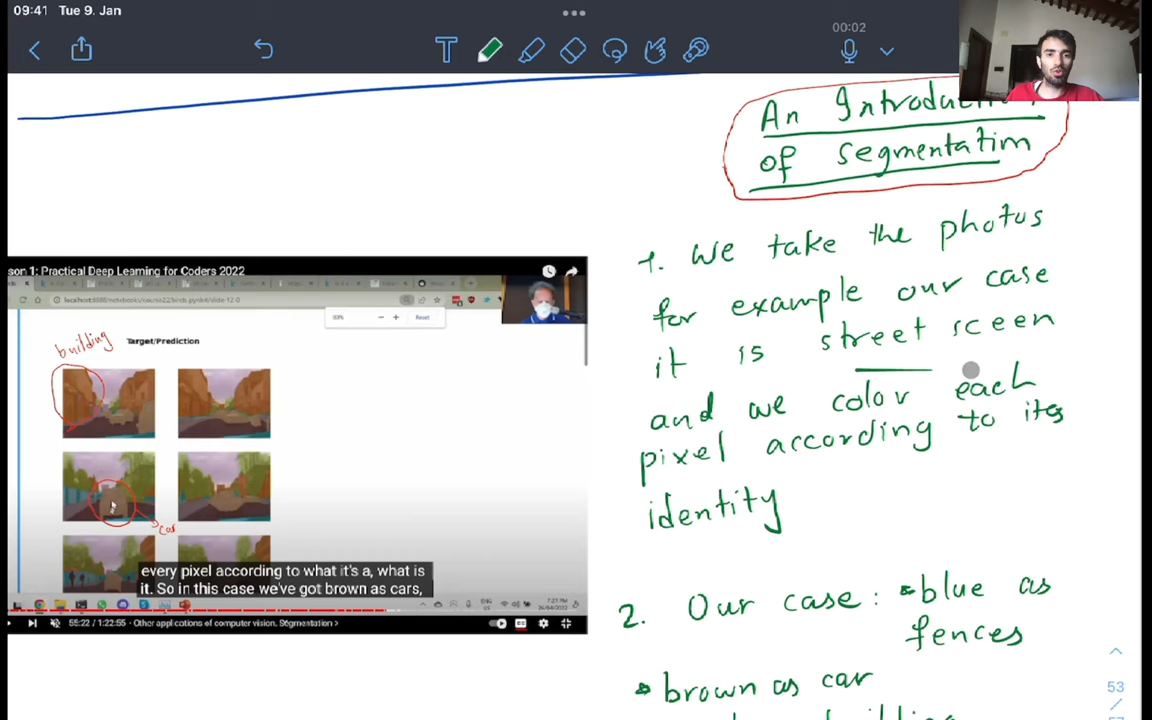 09:41 Tue 9. Jan
00:02
An Introduc
of segmentation
1. We take the photos
for example our case
it is street sceen
and we color each
pixel according to its
identity
2. Our case: blue as
fences
brown as car
son 1: Practical Deep Learning for Coders 2022
Reset
building
Target/Prediction
car
every pixel according to what it's a, what is
it. So in this case we've got brown as cars,
55:22 / 1:22:55 • Other applications of computer vision. Segmentation >
53